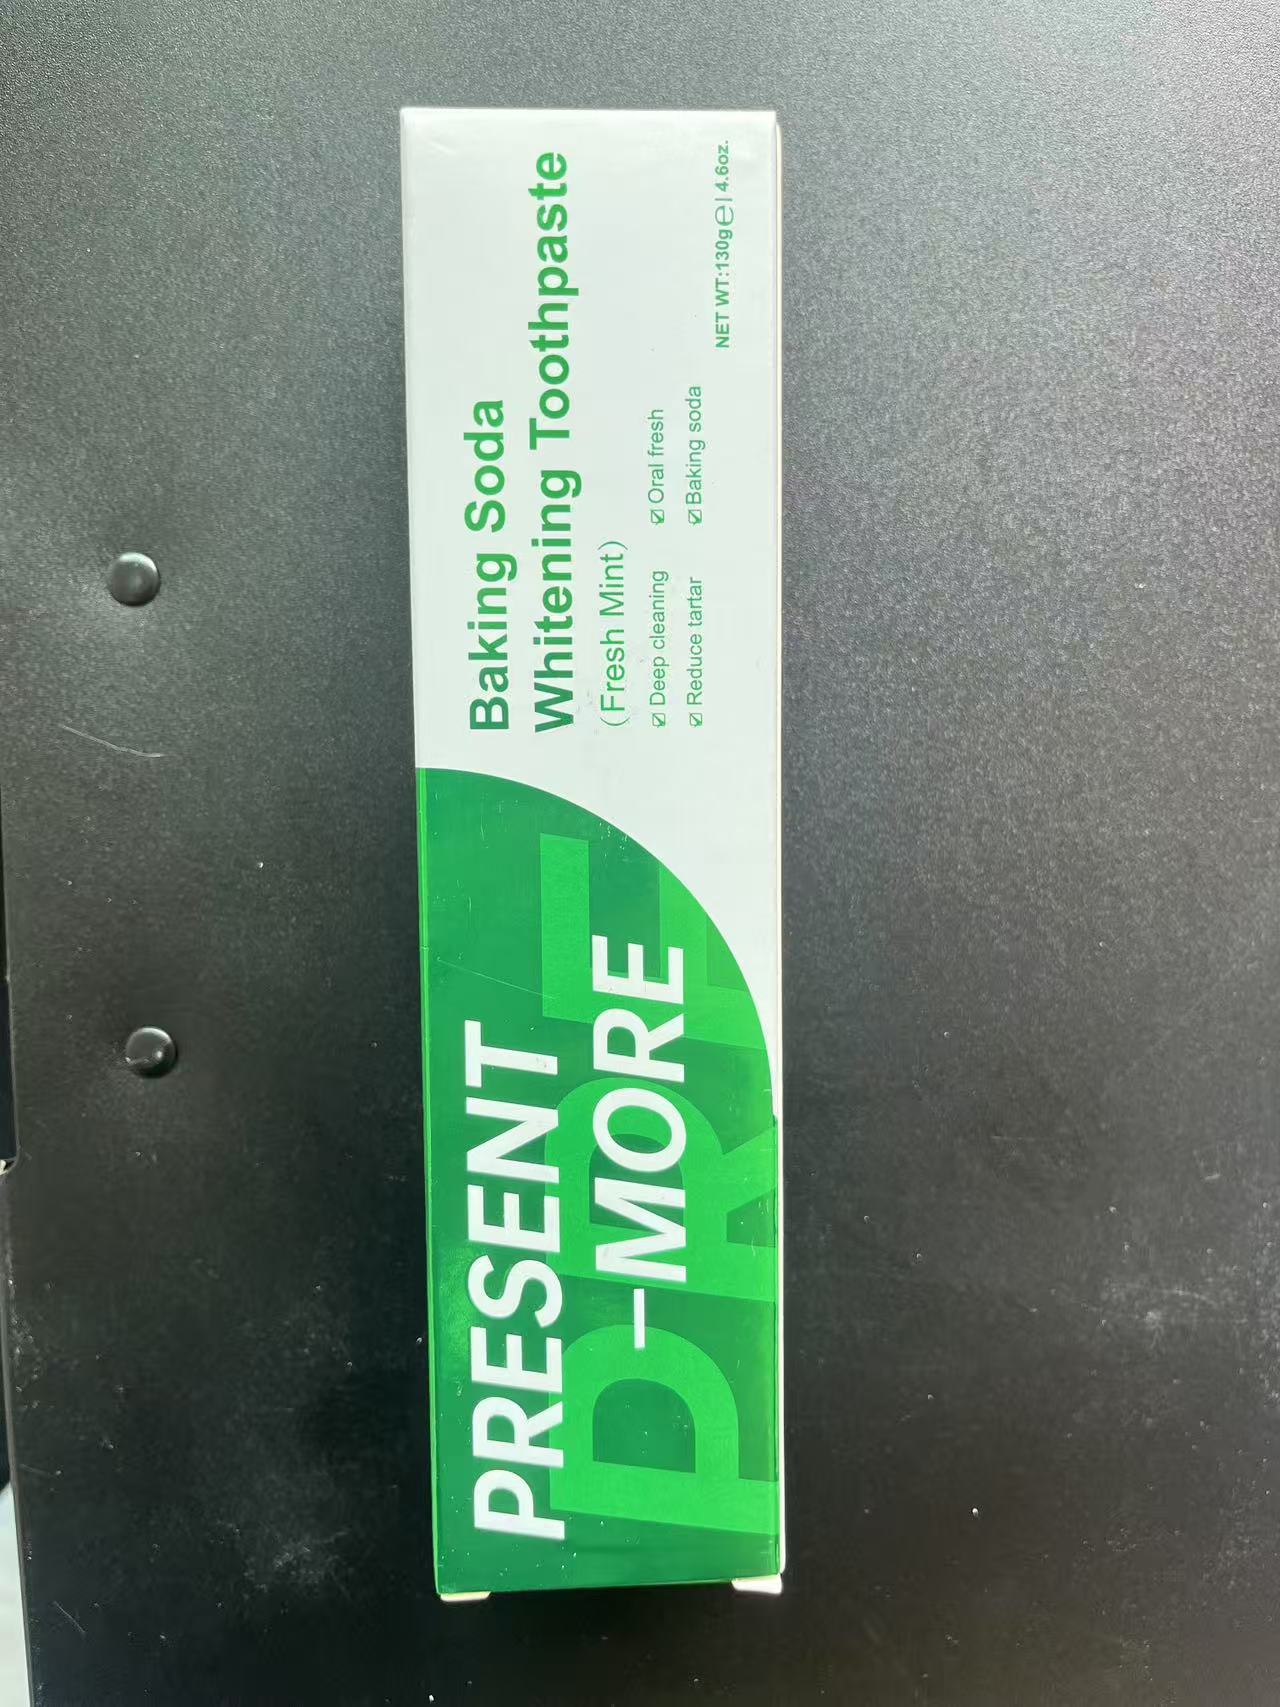 PRESENT
–MORE
PRE
Baking Soda
Whitening Toothpaste
（Fresh Mint）
☑ Deep cleaning ☑ Oral fresh
☑ Reduce tartar ☑ Baking soda
NET WT:130g℮| 4.6oz.